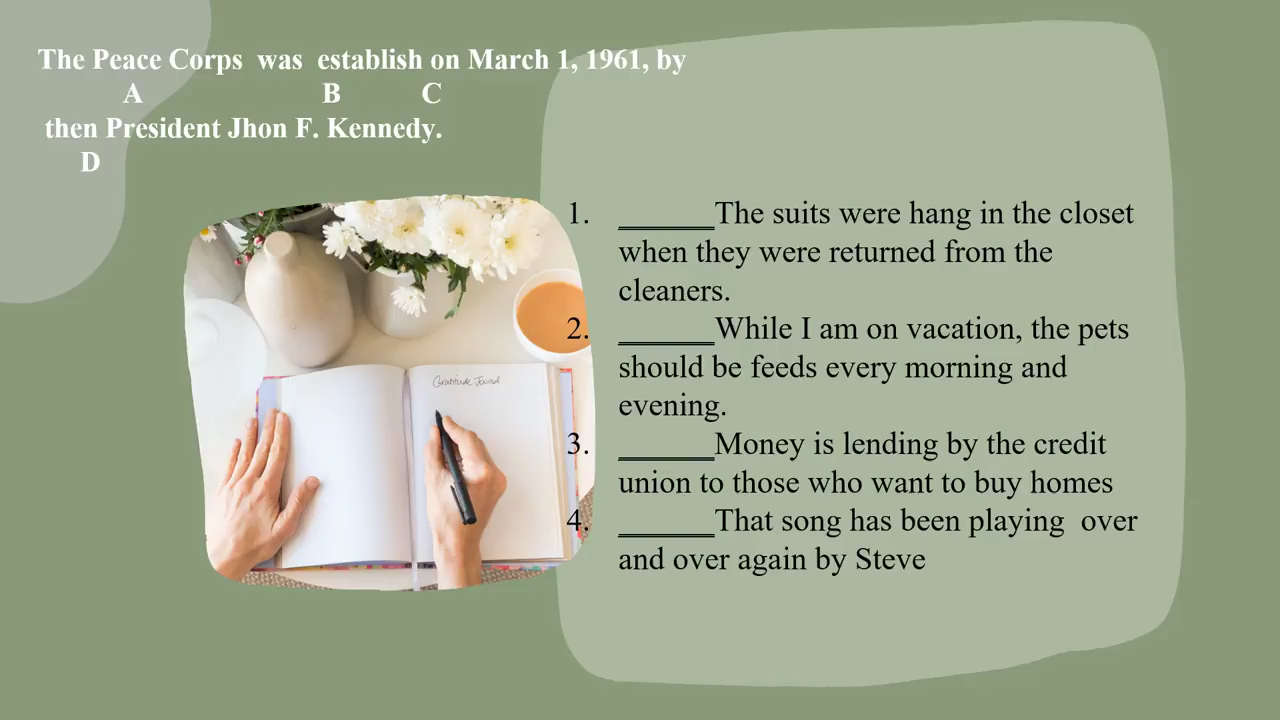 The Peace Corps was establish on March 1, 1961, by
A B C
then President Jhon F. Kennedy.
D
Gratitude Journal
1. ______The suits were hang in the closet
when they were returned from the
cleaners.
2. ______While I am on vacation, the pets
should be feeds every morning and
evening.
3. ______Money is lending by the credit
union to those who want to buy homes
4. ______That song has been playing over
and over again by Steve